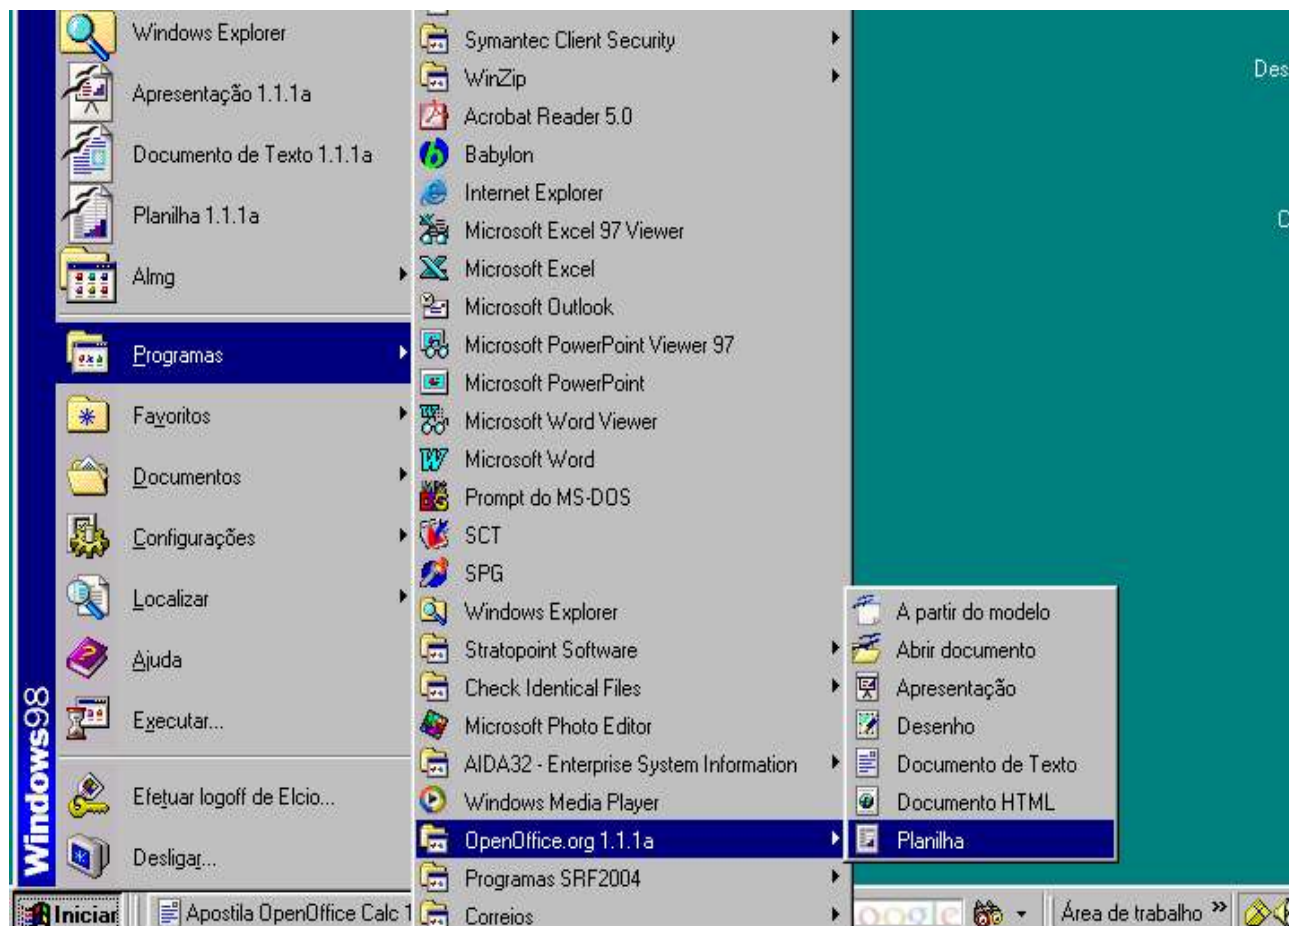 Windows Explorer
Apresentação 1.1.1a
Documento de Texto 1.1.1a
Planilha 1.1.1a
Almg
Programas
Favoritos
Documentos
Configurações
Localizar
Ajuda
Executar...
Efetuar logoff de Elcio...
Desligar...
Windows98
Symantec Client Security
WinZip
Acrobat Reader 5.0
Babylon
Internet Explorer
Microsoft Excel 97 Viewer
Microsoft Excel
Microsoft Outlook
Microsoft PowerPoint Viewer 97
Microsoft PowerPoint
Microsoft Word Viewer
Microsoft Word
Prompt do MS-DOS
SCT
SPG
Windows Explorer
Stratopoint Software
Check Identical Files
Microsoft Photo Editor
AIDA32 - Enterprise System Information
Windows Media Player
OpenOffice.org 1.1.1a
Programas SRF2004
Correios
A partir do modelo
Abrir documento
Apresentação
Desenho
Documento de Texto
Documento HTML
Planilha
Des
C
Iniciar
Apostila OpenOffice Calc 1
oogle
Área de trabalho »